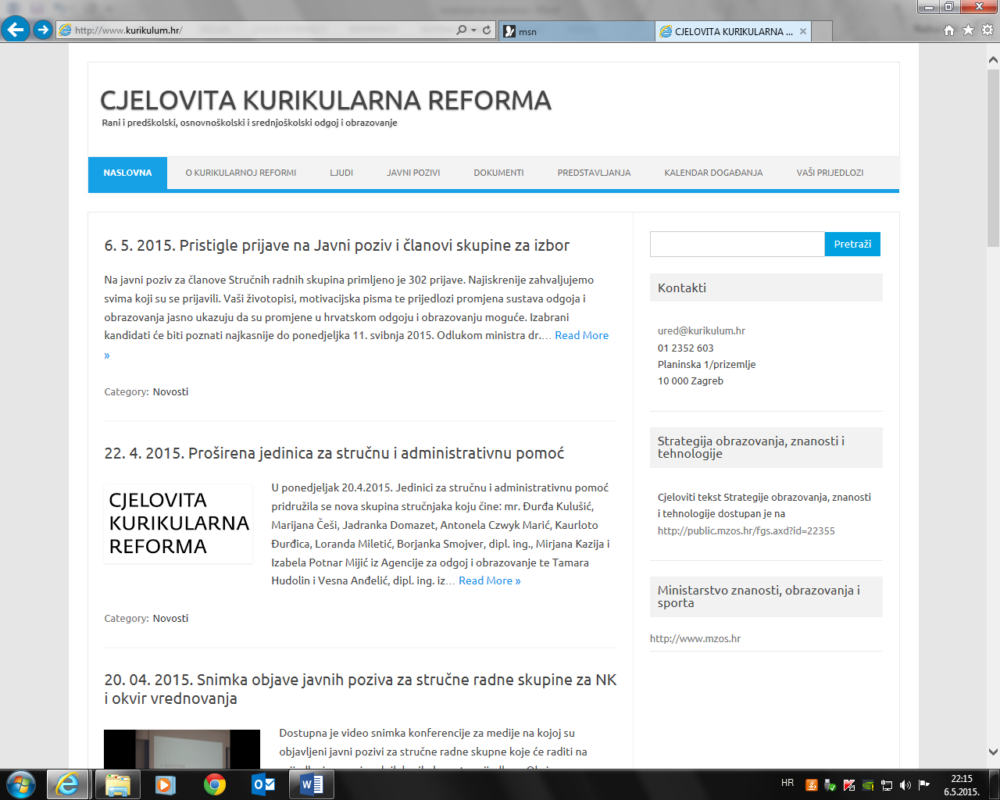 http://www.kurikulum.hr/
msn
CJELOVITA KURIKULARNA ...
CJELOVITA KURIKULARNA REFORMA
Rani i predškolski, osnovnoškolski i srednjoškolski odgoj i obrazovanje
NASLOVNA O KURIKULARNOJ REFORMI LJUDI JAVNI POZIVI DOKUMENTI PREDSTAVLJANJA KALENDAR DOGAĐANJA VAŠI PRIJEDLOZI
6. 5. 2015. Pristigle prijave na Javni poziv i članovi skupine za izbor
Na javni poziv za članove Stručnih radnih skupina primljeno je 302 prijave. Najiskrenije zahvaljujemo
svima koji su se prijavili. Vaši životopisi, motivacijska pisma te prijedlozi promjena sustava odgoja i
obrazovanja jasno ukazuju da su promjene u hrvatskom odgoju i obrazovanju moguće. Izabrani
kandidati će biti poznati najkasnije do ponedjeljka 11. svibnja 2015. Odlukom ministra dr.… Read More
»
Category: Novosti
22. 4. 2015. Proširena jedinica za stručnu i administrativnu pomoć
CJELOVITA
KURIKULARNA
REFORMA
U ponedjeljak 20.4.2015. Jedinici za stručnu i administrativnu pomoć
pridružila se nova skupina stručnjaka koju čine: mr. Đurđa Kulušić,
Marijana Češi, Jadranka Domazet, Antonela Czwyk Marić, Kaurloto
Đurđica, Loranda Miletić, Borjanka Smojver, dipl. ing., Mirjana Kazija i
Izabela Potnar Mijić iz Agencije za odgoj i obrazovanje te Tamara
Hudolin i Vesna Anđelić, dipl. ing. iz… Read More »
Category: Novosti
20. 04. 2015. Snimka objave javnih poziva za stručne radne skupine za NK
i okvir vrednovanja
Dostupna je video snimka konferencije za medije na kojoj su
objavljeni javni pozivi za stručne radne skupne koje će raditi na
Pretraži
Kontakti
ured@kurikulum.hr
01 2352 603
Planinska 1/prizemlje
10 000 Zagreb
Strategija obrazovanja, znanosti i
tehnologije
Cjeloviti tekst Strategije obrazovanja, znanosti
i tehnologije dostupan je na
http://public.mzos.hr/fgs.axd?id=22355
Ministarstvo znanosti, obrazovanja i
sporta
http://www.mzos.hr
HR
22:15
6.5.2015.